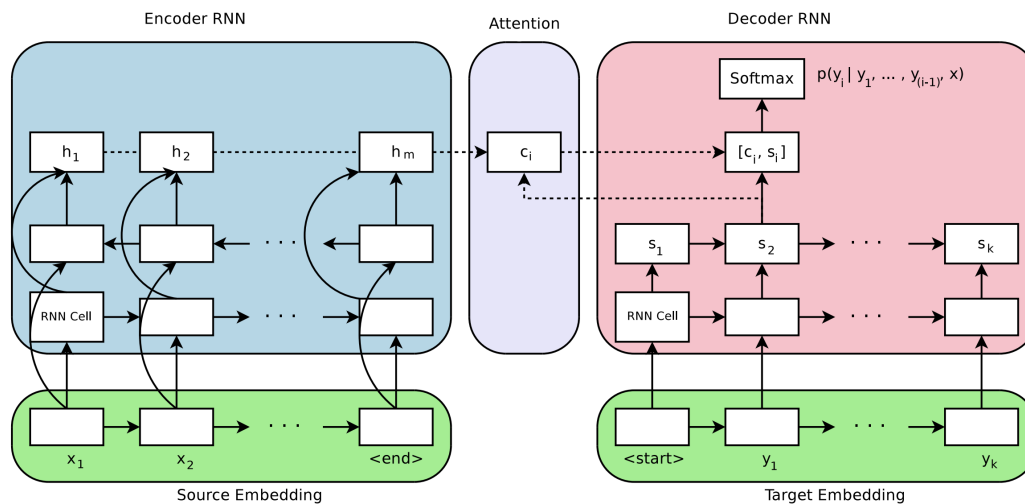 Encoder RNN
Attention
Decoder RNN
Softmax
p(y_i | y_1, ... , y_(i-1), x)
h_1
h_2
h_m
c_i
[c_i, s_i]
. . .
s_1
s_2
. . .
s_k
RNN Cell
. . .
RNN Cell
. . .
. . .
. . .
x_1
x_2
<end>
<start>
y_1
y_k
Source Embedding
Target Embedding